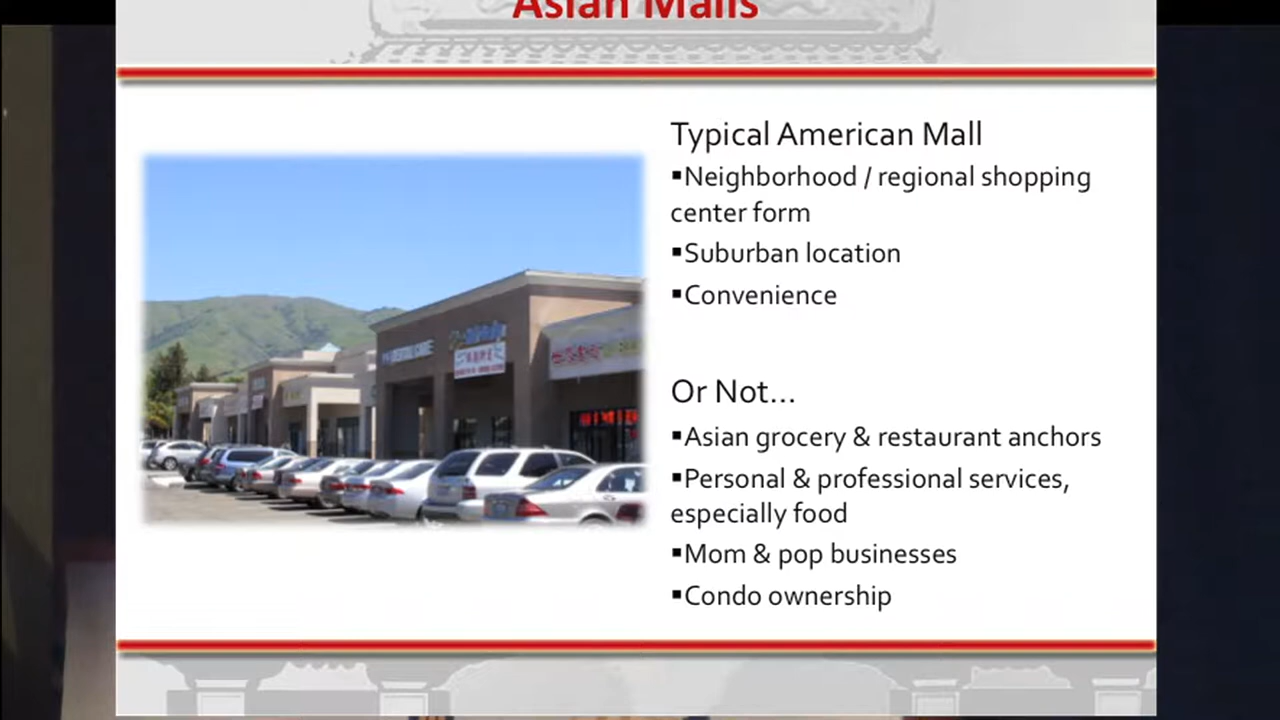 Asian Malls
Typical American Mall
▪Neighborhood / regional shopping
center form
▪Suburban location
▪Convenience
Or Not...
▪Asian grocery & restaurant anchors
▪Personal & professional services,
especially food
▪Mom & pop businesses
▪Condo ownership